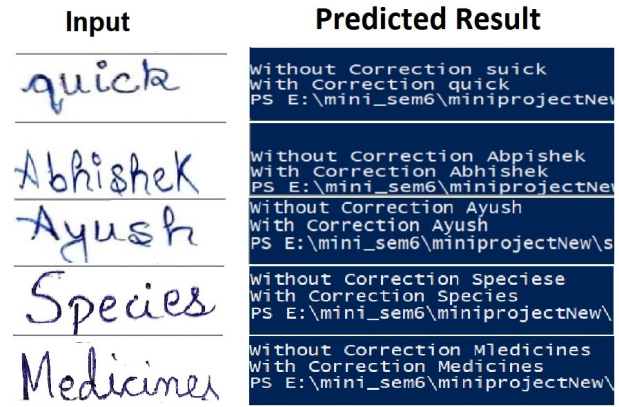 Input Predicted Result
quick
Without Correction suick
With Correction quick
PS E:\mini_sem6\miniprojectNew
Abhishek
Without Correction Abpishek
With Correction Abhishek
PS E:\mini_sem6\miniprojectNew
Ayush
Without Correction Ayush
With Correction Ayush
PS E:\mini_sem6\miniprojectNew\s
Species
Without Correction Speciese
With Correction Species
PS E:\mini_sem6\miniprojectNew\
Medicines
Without Correction Mledicines
With Correction Medicines
PS E:\mini_sem6\miniprojectNew\